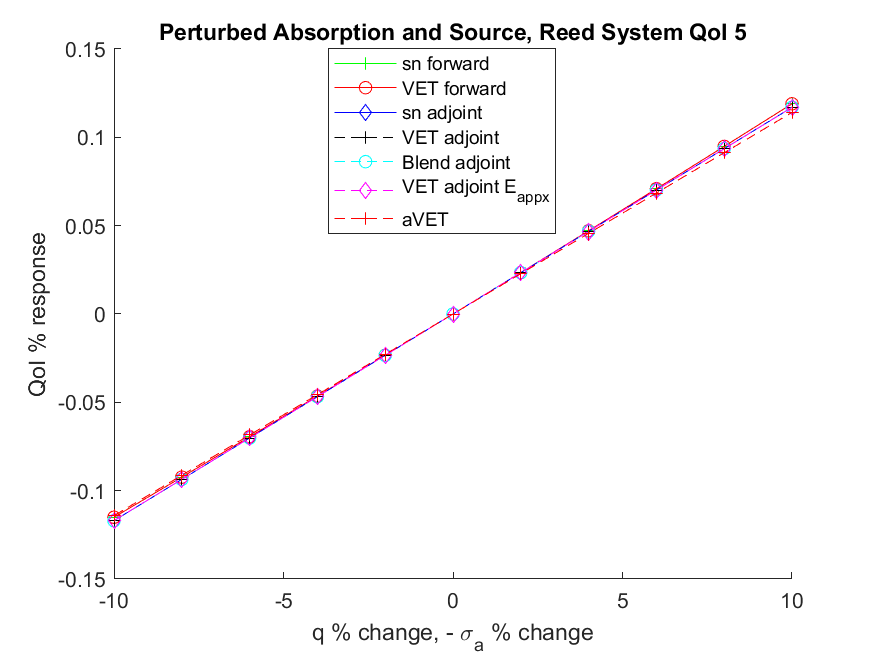 Perturbed Absorption and Source, Reed System QoI 5
sn forward
VET forward
sn adjoint
VET adjoint
Blend adjoint
VET adjoint E_appx
aVET
QoI % response
0.15
0.1
0.05
0
-0.05
-0.1
-0.15
-10
-5
0
5
10
q % change, - σ_a % change